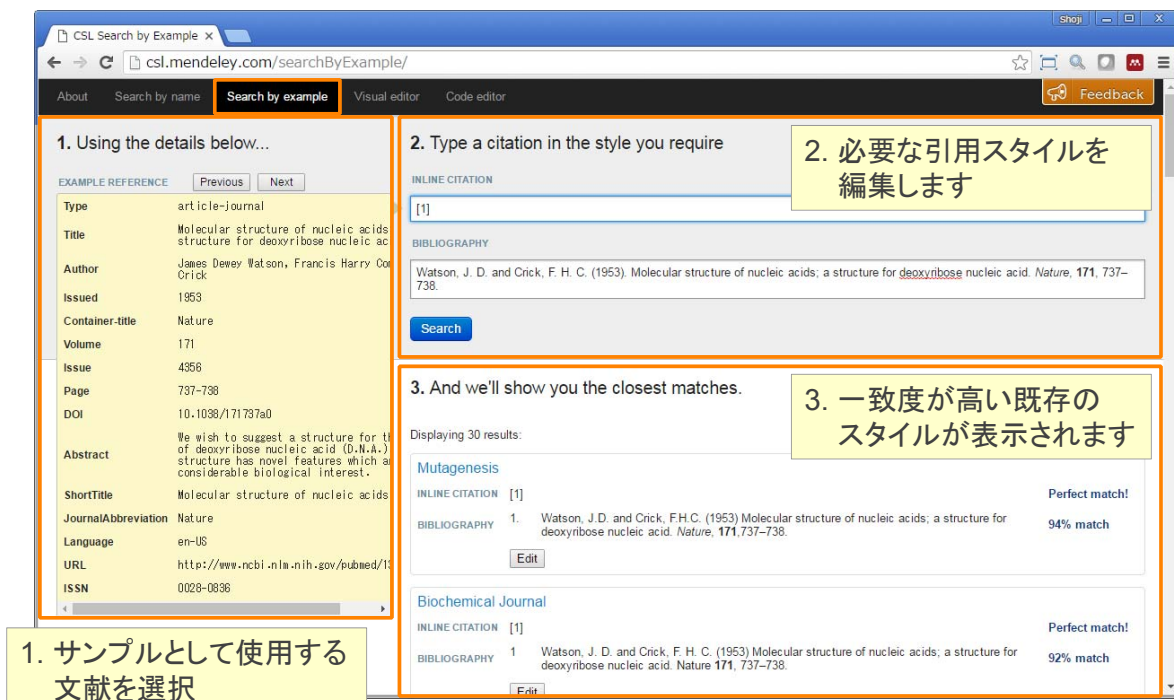 CSL Search by Example ×
Shoji
csl.mendeley.com/searchByExample/
About Search by name Search by example Visual editor Code editor
Feedback
1. Using the details below...
EXAMPLE REFERENCE Previous Next
Type article-journal
Title Molecular structure of nucleic acids
structure for deoxyribose nucleic ac
Author James Dewey Watson, Francis Harry Com
Crick
Issued 1953
Container-title Nature
Volume 171
Issue 4356
Page 737-738
DOI 10.1038/171737a0
Abstract We wish to suggest a structure for th
of deoxyribose nucleic acid (D.N.A.)
structure has novel features which a
considerable biological interest.
ShortTitle Molecular structure of nucleic acids
JournalAbbreviation Nature
Language en-US
URL http://www.ncbi.nlm.nih.gov/pubmed/13
ISSN 0028-0836
1. サンプルとして使用する
文献を選択
2. Type a citation in the style you require
INLINE CITATION
[1]
BIBLIOGRAPHY
Watson, J. D. and Crick, F. H. C. (1953). Molecular structure of nucleic acids; a structure for deoxyribose nucleic acid. Nature, 171, 737–
738.
Search
2. 必要な引用スタイルを
編集します
3. And we'll show you the closest matches.
3. 一致度が高い既存の
スタイルが表示されます
Displaying 30 results:
Mutagenesis
INLINE CITATION [1] Perfect match!
BIBLIOGRAPHY 1. Watson, J.D. and Crick, F.H.C. (1953) Molecular structure of nucleic acids; a structure for
deoxyribose nucleic acid. Nature, 171,737–738.
94% match
Edit
Biochemical Journal
INLINE CITATION [1] Perfect match!
BIBLIOGRAPHY 1 Watson, J. D. and Crick, F. H. C. (1953) Molecular structure of nucleic acids; a structure for
deoxyribose nucleic acid. Nature 171, 737–738.
92% match
Edit